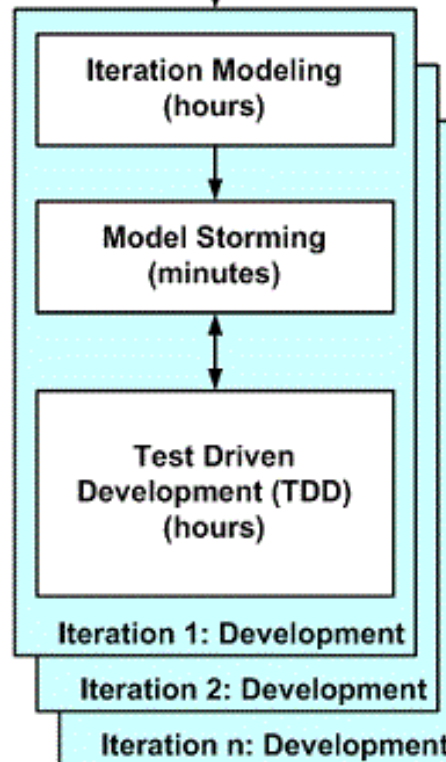 Iteration Modeling
(hours)
Model Storming
(minutes)
Test Driven
Development (TDD)
(hours)
Iteration 1: Development
Iteration 2: Development
Iteration n: Development